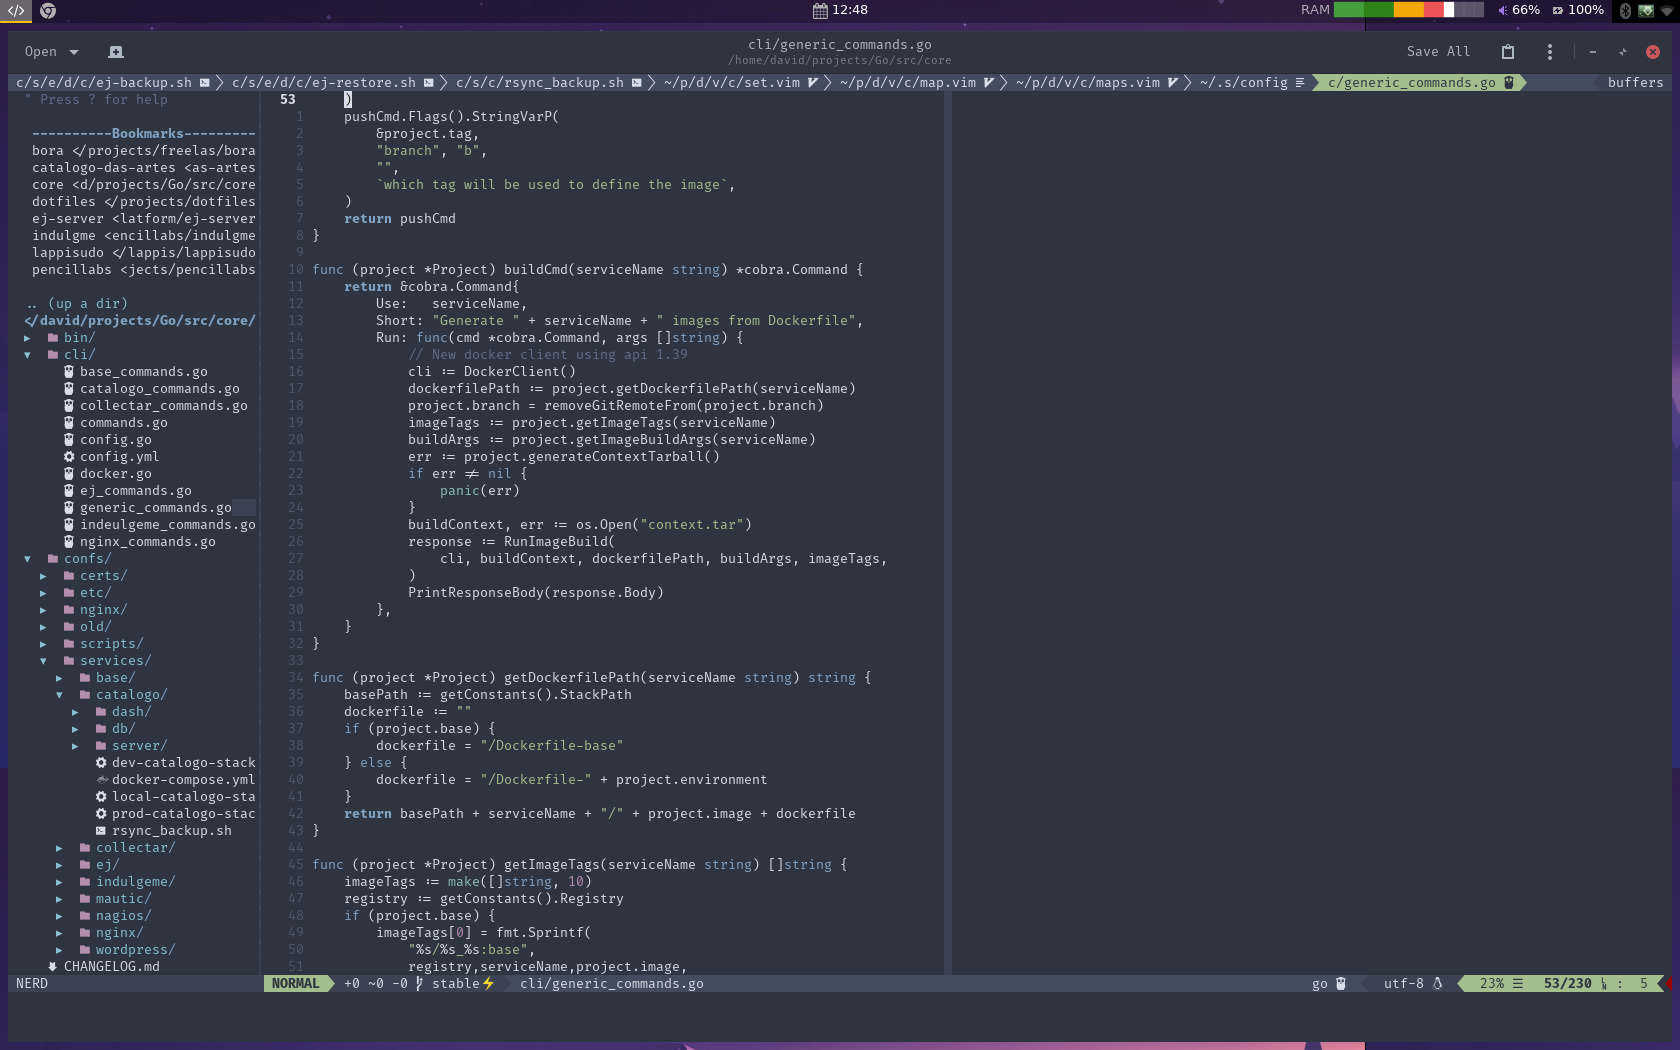 12:48
RAM
66%
100%
Open
cli/generic_commands.go
/home/david/projects/Go/src/core
Save All
c/s/e/d/c/ej-backup.sh
c/s/e/d/c/ej-restore.sh
c/s/c/rsync_backup.sh
~/p/d/v/c/set.vim
~/p/d/v/c/map.vim
~/p/d/v/c/maps.vim
~/.s/config
c/generic_commands.go
buffers
" Press ? for help
----------Bookmarks---------
bora </projects/freelas/bora
catalogo-das-artes <as-artes
core <d/projects/Go/src/core
dotfiles </projects/dotfiles
ej-server <latform/ej-server
indulgme <encillabs/indulgme
lappisudo </lappis/lappisudo
pencillabs <jects/pencillabs
.. (up a dir)
</david/projects/Go/src/core/
▸ bin/
▾ cli/
base_commands.go
catalogo_commands.go
collectar_commands.go
commands.go
config.go
config.yml
docker.go
ej_commands.go
generic_commands.go
indeulgeme_commands.go
nginx_commands.go
▾ confs/
▸ certs/
▸ etc/
▸ nginx/
▸ old/
▸ scripts/
▾ services/
▸ base/
▾ catalogo/
▸ dash/
▸ db/
▸ server/
dev-catalogo-stack
docker-compose.yml
local-catalogo-sta
prod-catalogo-stac
rsync_backup.sh
▸ collectar/
▸ ej/
▸ indulgeme/
▸ mautic/
▸ nagios/
▸ nginx/
▸ wordpress/
CHANGELOG.md
53     )
1     pushCmd.Flags().StringVarP(
2         &project.tag,
3         "branch", "b",
4         "",
5         `which tag will be used to define the image`,
6     )
7     return pushCmd
8 }
9
10 func (project *Project) buildCmd(serviceName string) *cobra.Command {
11     return &cobra.Command{
12         Use:   serviceName,
13         Short: "Generate " + serviceName + " images from Dockerfile",
14         Run: func(cmd *cobra.Command, args []string) {
15             // New docker client using api 1.39
16             cli := DockerClient()
17             dockerfilePath := project.getDockerfilePath(serviceName)
18             project.branch = removeGitRemoteFrom(project.branch)
19             imageTags := project.getImageTags(serviceName)
20             buildArgs := project.getImageBuildArgs(serviceName)
21             err := project.generateContextTarball()
22             if err ≠ nil {
23                 panic(err)
24             }
25             buildContext, err := os.Open("context.tar")
26             response := RunImageBuild(
27                 cli, buildContext, dockerfilePath, buildArgs, imageTags,
28             )
29             PrintResponseBody(response.Body)
30         },
31     }
32 }
33
34 func (project *Project) getDockerfilePath(serviceName string) string {
35     basePath := getConstants().StackPath
36     dockerfile := ""
37     if (project.base) {
38         dockerfile = "/Dockerfile-base"
39     } else {
40         dockerfile = "/Dockerfile-" + project.environment
41     }
42     return basePath + serviceName + "/" + project.image + dockerfile
43 }
44
45 func (project *Project) getImageTags(serviceName string) []string {
46     imageTags := make([]string, 10)
47     registry := getConstants().Registry
48     if (project.base) {
49         imageTags[0] = fmt.Sprintf(
50             "%s/%s_%s:base",
51             registry,serviceName,project.image,
NERD
NORMAL
+0 ~0 -0 stable⚡
cli/generic_commands.go
go
utf-8
23% ☰ 53/230 : 5